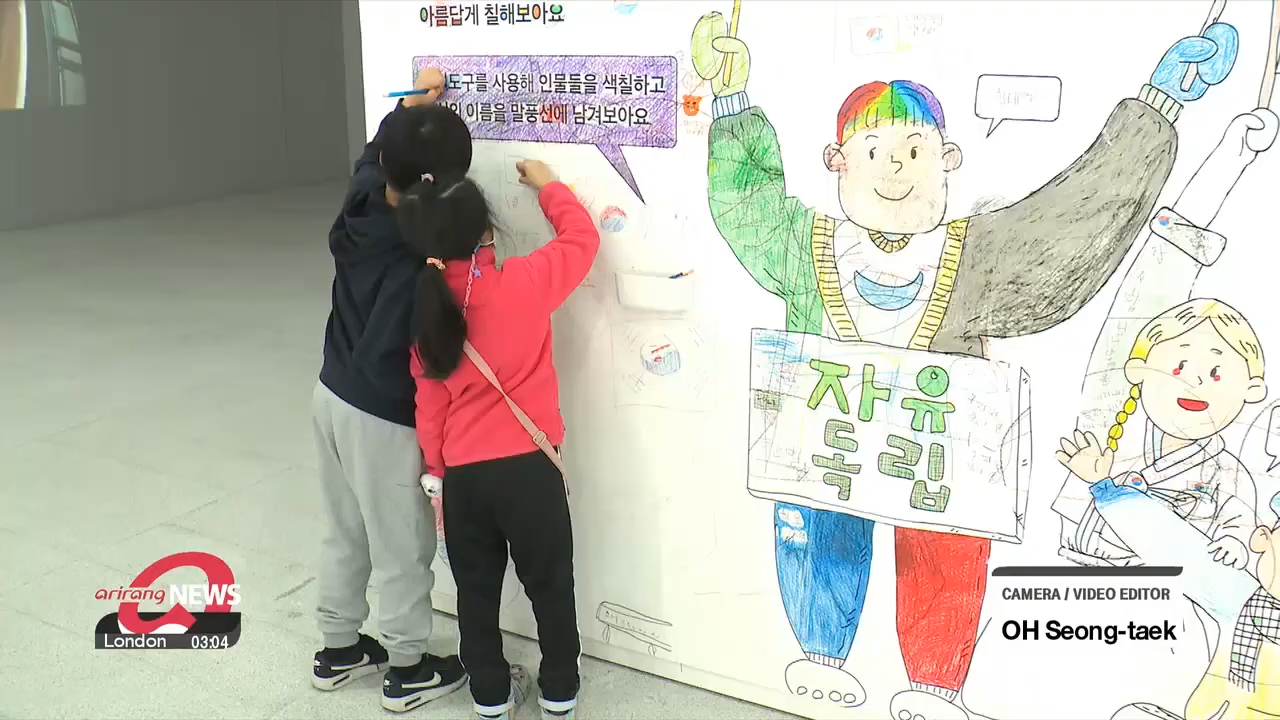 아름답게 칠해보아요
도구를 사용해 인물들을 색칠하고
이름을 말풍선에 남겨보아요
자유
독립
arirang NEWS
London 03:04
CAMERA / VIDEO EDITOR
OH Seong-taek